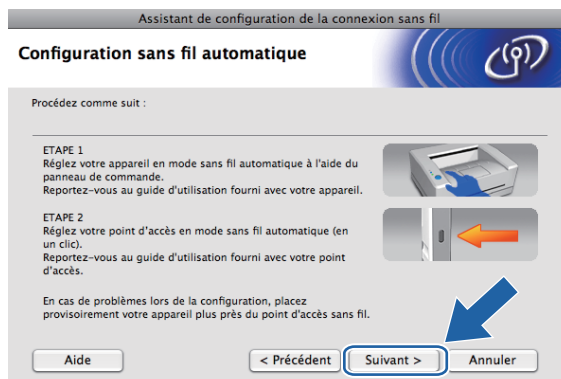 Assistant de configuration de la connexion sans fil
Configuration sans fil automatique
Procédez comme suit :
ETAPE 1
Réglez votre appareil en mode sans fil automatique à l'aide du
panneau de commande.
Reportez-vous au guide d'utilisation fourni avec votre appareil.
ETAPE 2
Réglez votre point d'accès en mode sans fil automatique (en
un clic).
Reportez-vous au guide d'utilisation fourni avec votre point
d'accès.
En cas de problèmes lors de la configuration, placez
provisoirement votre appareil plus près du point d'accès sans fil.
Aide
< Précédent
Suivant >
Annuler